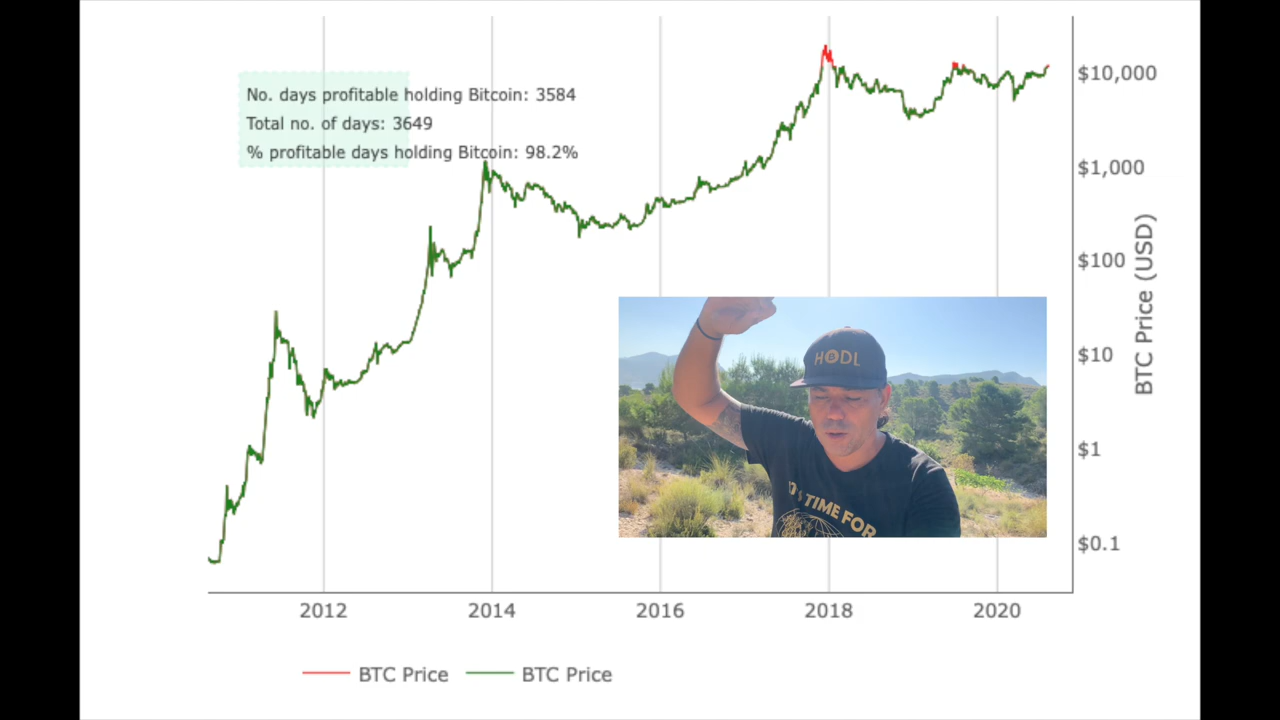 No. days profitable holding Bitcoin: 3584
Total no. of days: 3649
% profitable days holding Bitcoin: 98.2%
$10,000
$1,000
$100
$10
$1
$0.1
BTC Price (USD)
HODL
TIME FOR
2012
2014
2016
2018
2020
BTC Price
BTC Price